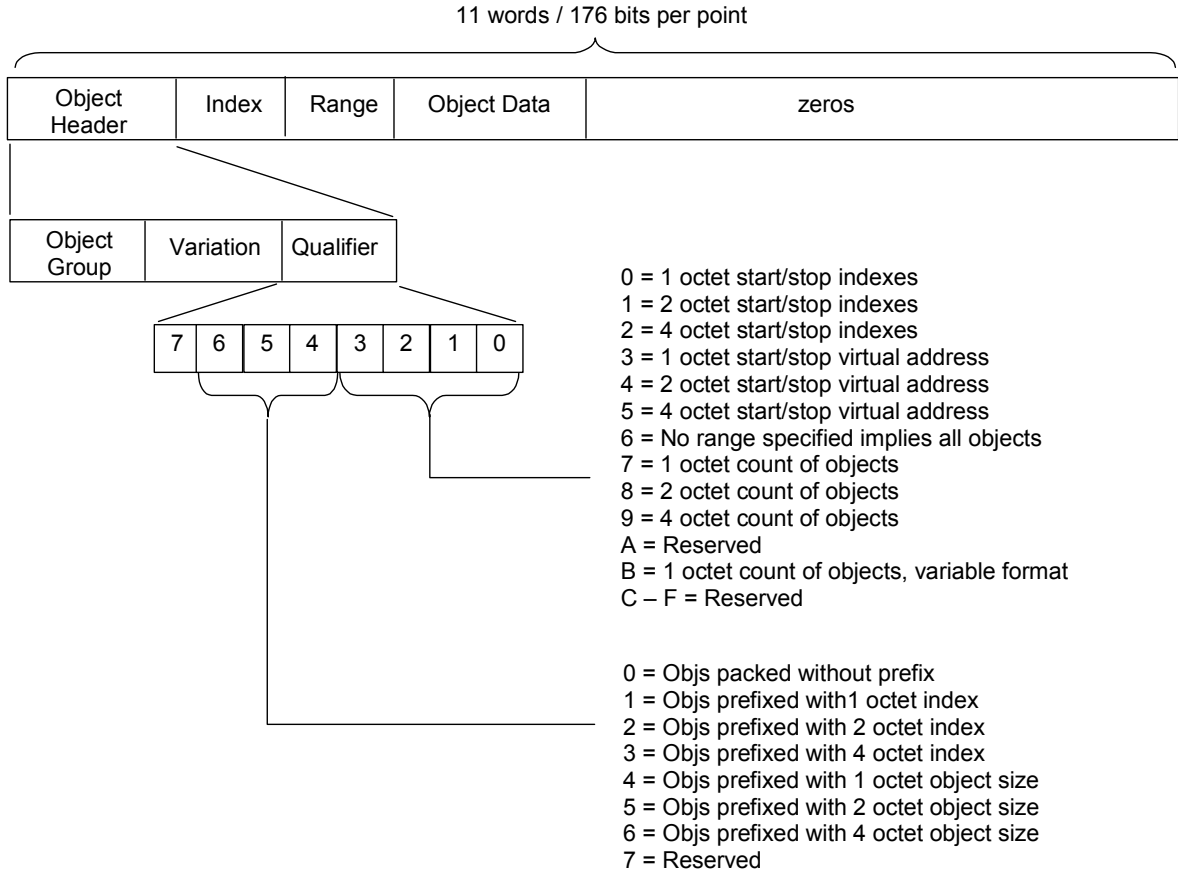 11 words / 176 bits per point
Object Header
Index
Range
Object Data
zeros
Object Group
Variation
Qualifier
7 6 5 4 3 2 1 0
0 = 1 octet start/stop indexes
1 = 2 octet start/stop indexes
2 = 4 octet start/stop indexes
3 = 1 octet start/stop virtual address
4 = 2 octet start/stop virtual address
5 = 4 octet start/stop virtual address
6 = No range specified implies all objects
7 = 1 octet count of objects
8 = 2 octet count of objects
9 = 4 octet count of objects
A = Reserved
B = 1 octet count of objects, variable format
C – F = Reserved
0 = Objs packed without prefix
1 = Objs prefixed with1 octet index
2 = Objs prefixed with 2 octet index
3 = Objs prefixed with 4 octet index
4 = Objs prefixed with 1 octet object size
5 = Objs prefixed with 2 octet object size
6 = Objs prefixed with 4 octet object size
7 = Reserved